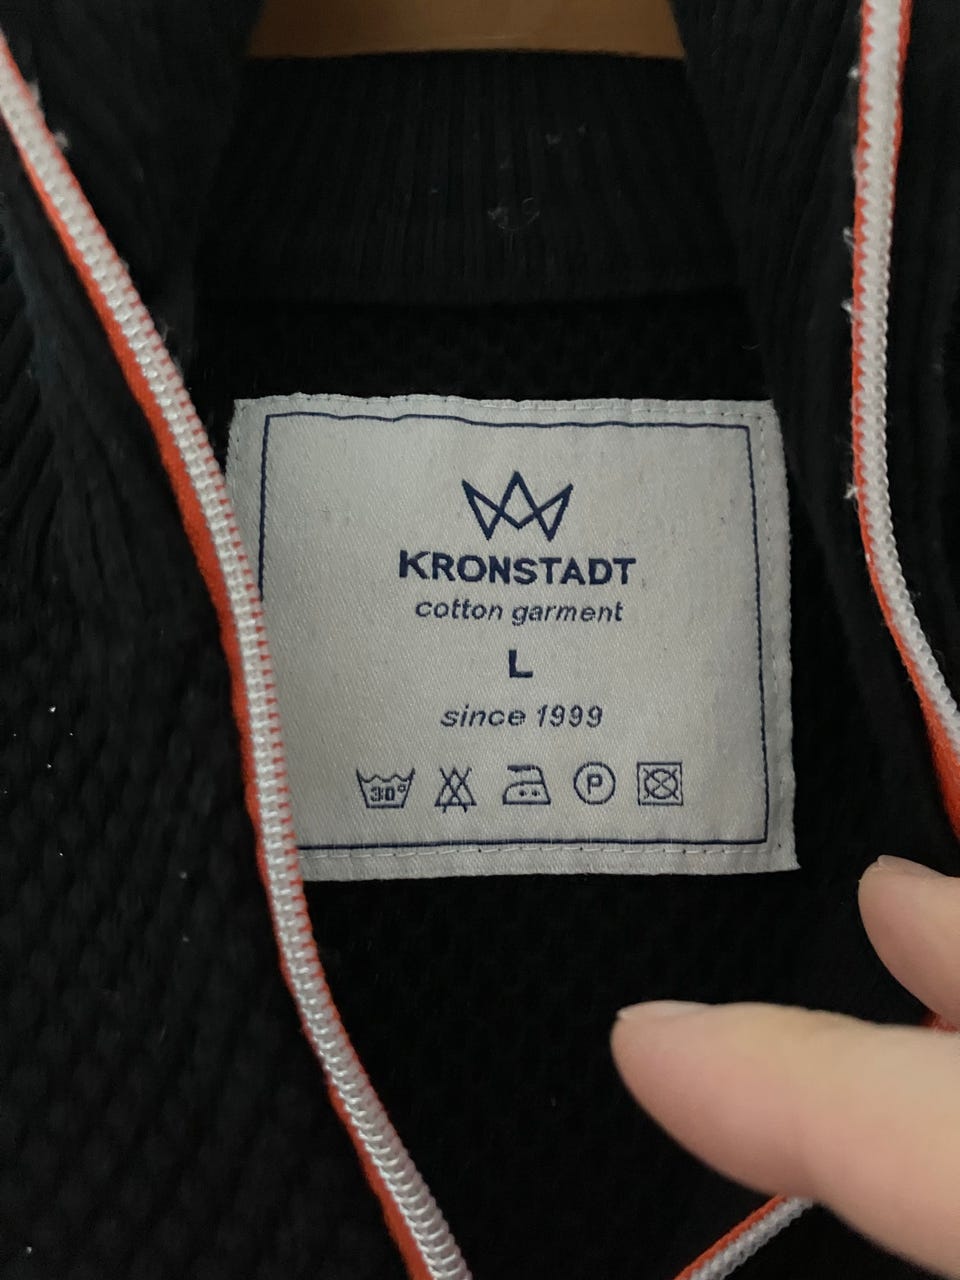 KRONSTADT
cotton garment
L
since 1999
30° P